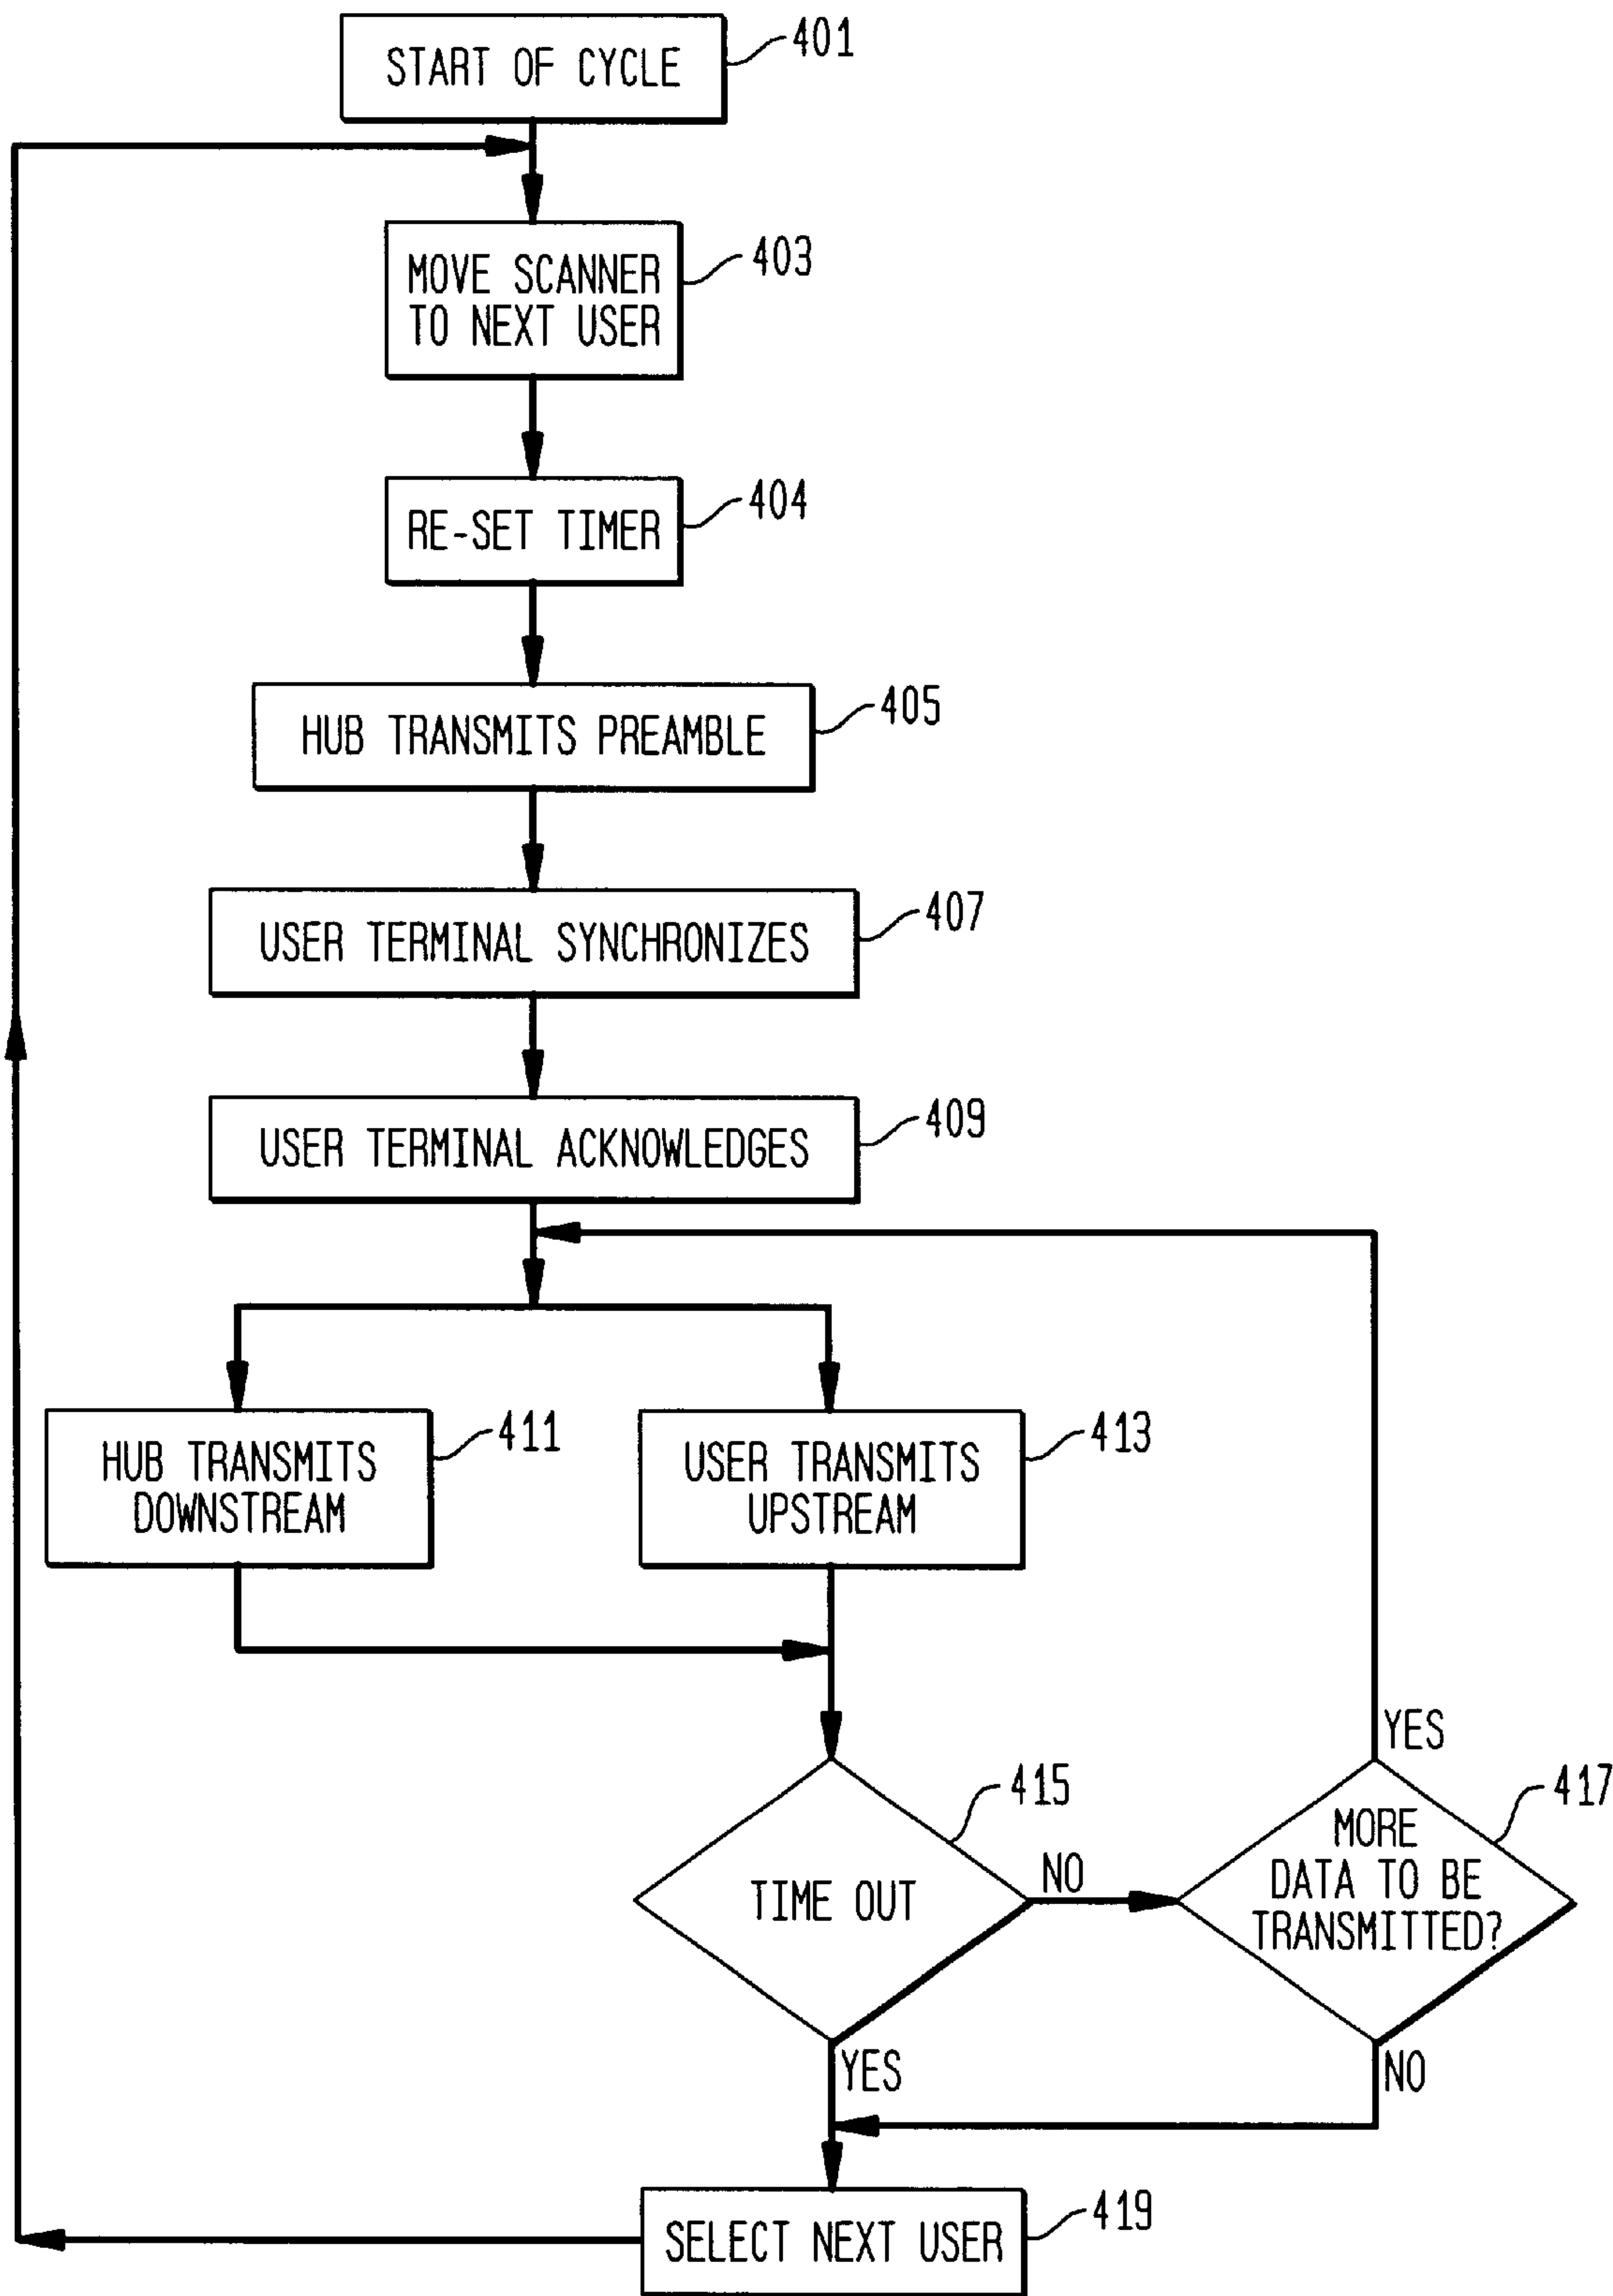 START OF CYCLE
401
MOVE SCANNER
TO NEXT USER
403
RE-SET TIMER
404
HUB TRANSMITS PREAMBLE
405
USER TERMINAL SYNCHRONIZES
407
USER TERMINAL ACKNOWLEDGES
409
HUB TRANSMITS
DOWNSTREAM
411
USER TRANSMITS
UPSTREAM
413
TIME OUT
415
NO
YES
MORE
DATA TO BE
TRANSMITTED?
417
YES
NO
SELECT NEXT USER
419